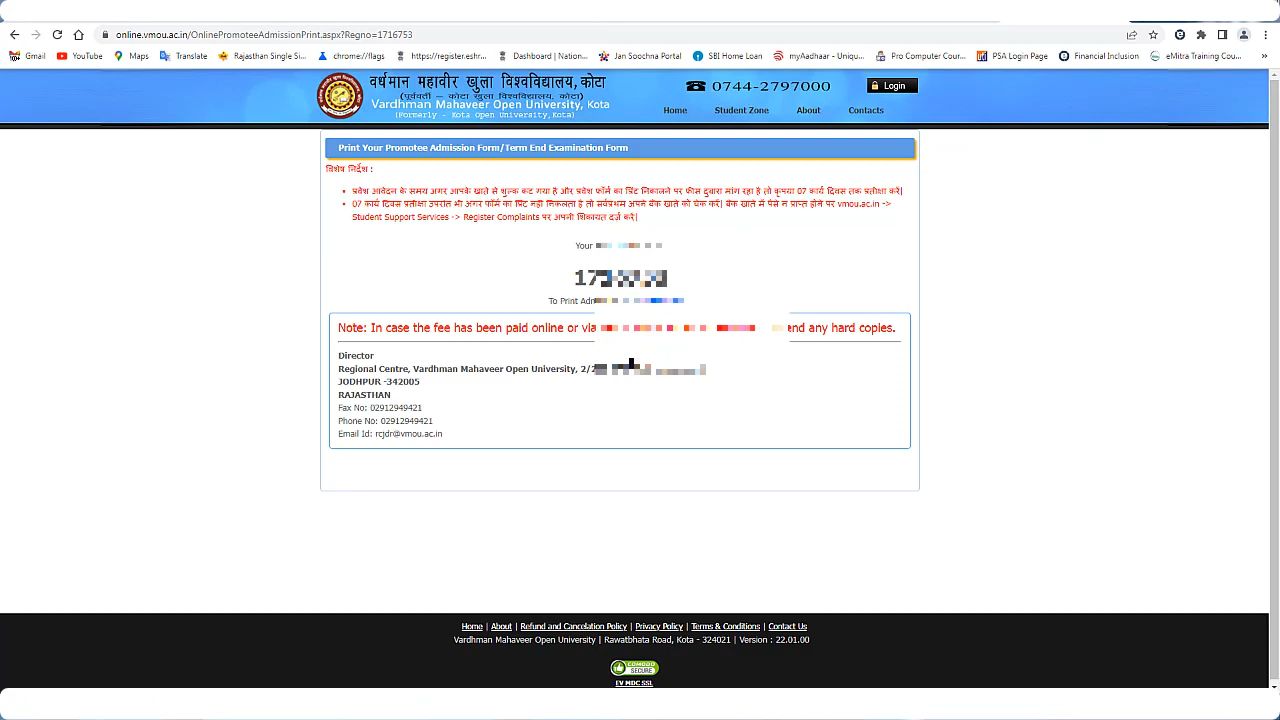 online.vmou.ac.in/OnlinePromoteeAdmissionPrint.aspx?Regno=1716753
Gmail YouTube Maps Translate Rajasthan Single Si... chrome://flags https://register.eshr... Dashboard | Nation... Jan Soochna Portal SBI Home Loan myAadhaar - Uniqu... Pro Computer Cour... PSA Login Page Financial Inclusion eMitra Training Cou... »
वर्धमान महावीर खुला विश्वविद्यालय,कोटा
(पूर्ववर्ती – कोटा खुला विश्वविद्यालय,कोटा)
Vardhman Mahaveer Open University, Kota
(Formerly - Kota Open University,Kota)
0744-2797000
Login
Home Student Zone About Contacts
Print Your Promotee Admission Form/Term End Examination Form
विशेष निर्देश :
• प्रवेश आवेदन के समय अगर आपके खाते से शुल्क कट गया है और प्रवेश फॉर्म का प्रिंट निकालने पर फीस दुबारा मांग रहा है तो कृपया 07 कार्य दिवस तक प्रतीक्षा करें|
• 07 कार्य दिवस प्रतीक्षा उपरांत भी अगर फॉर्म का प्रिंट नही निकलता है तो सर्वप्रथम अपने बैंक खाते को चेक करें| बैंक खाते में पैसे न प्राप्त होने पर vmou.ac.in ->
Student Support Services -> Register Complaints पर अपनी शिकायत दर्ज करें|
Your
17
To Print Adm
Note: In case the fee has been paid online or via end any hard copies.
Director
Regional Centre, Vardhman Mahaveer Open University, 2/2
JODHPUR -342005
RAJASTHAN
Fax No: 02912949421
Phone No: 02912949421
Email Id: rcjdr@vmou.ac.in
Home | About | Refund and Cancelation Policy | Privacy Policy | Terms & Conditions | Contact Us
Vardhman Mahaveer Open University | Rawatbhata Road, Kota - 324021 | Version : 22.01.00
COMODO
SECURE
EV MDC SSL